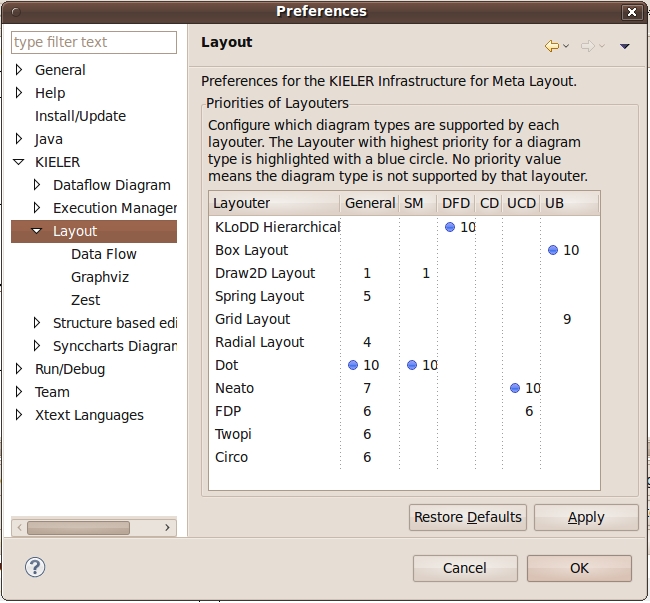 Preferences
type filter text
General
Help
Install/Update
Java
KIELER
Dataflow Diagram
Execution Manager
Layout
Data Flow
Graphviz
Zest
Structure based edi
Synccharts Diagran
Run/Debug
Team
Xtext Languages
Layout
Preferences for the KIELER Infrastructure for Meta Layout.
Priorities of Layouters
Configure which diagram types are supported by each
layouter. The Layouter with highest priority for a diagram
type is highlighted with a blue circle. No priority value
means the diagram type is not supported by that layouter.
Layouter General SM DFD CD UCD UB
KLoDD Hierarchical 10
Box Layout 10
Draw2D Layout 1 1
Spring Layout 5
Grid Layout 9
Radial Layout 4
Dot 10 10
Neato 7 10
FDP 6 6
Twopi 6
Circo 6
Restore Defaults Apply
? Cancel OK